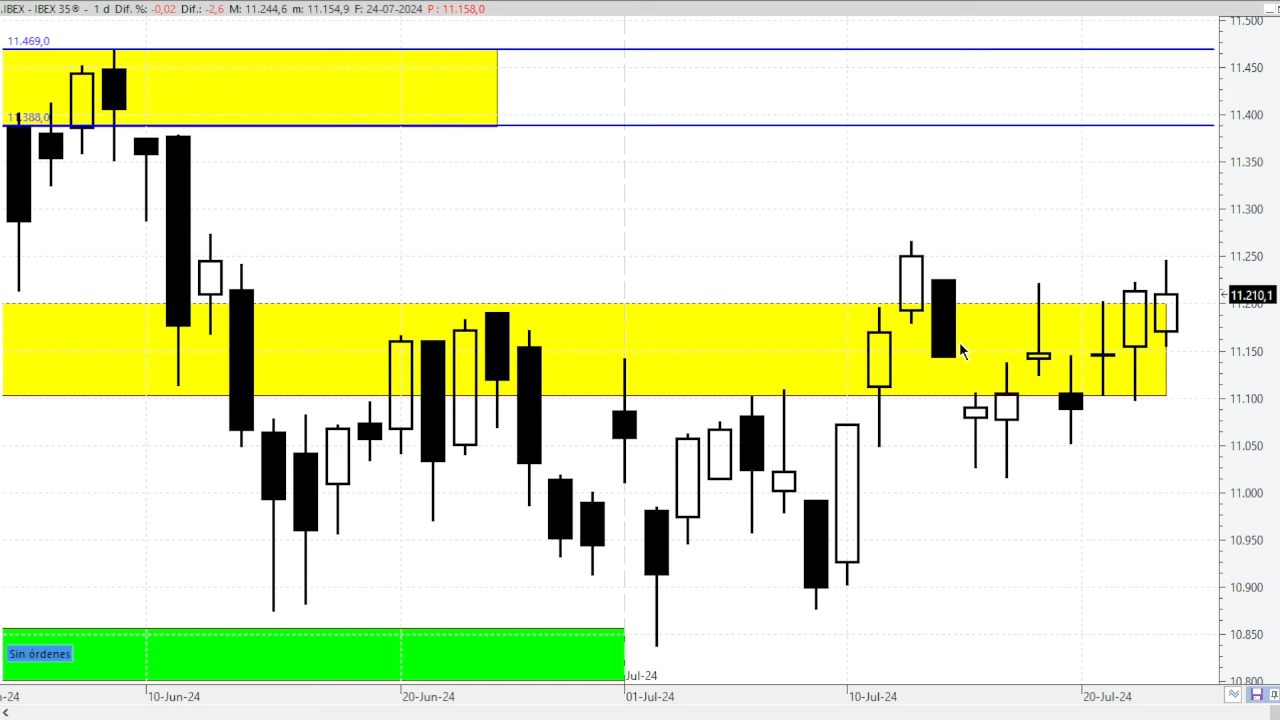 .IBEX - IBEX 35® - 1 d Dif. %: -0,02 Dif.: -2,6 M: 11.244,6 m: 11.154,9 F: 24-07-2024 P : 11.158,0
11.500
11.469,0
11.450
11.388,0
11.400
11.350
11.300
11.250
11.210,1
11.200
11.150
11.100
11.050
11.000
10.950
10.900
10.850
Sin órdenes
Jul-24
10.800
n-24
10-Jun-24
20-Jun-24
01-Jul-24
10-Jul-24
20-Jul-24